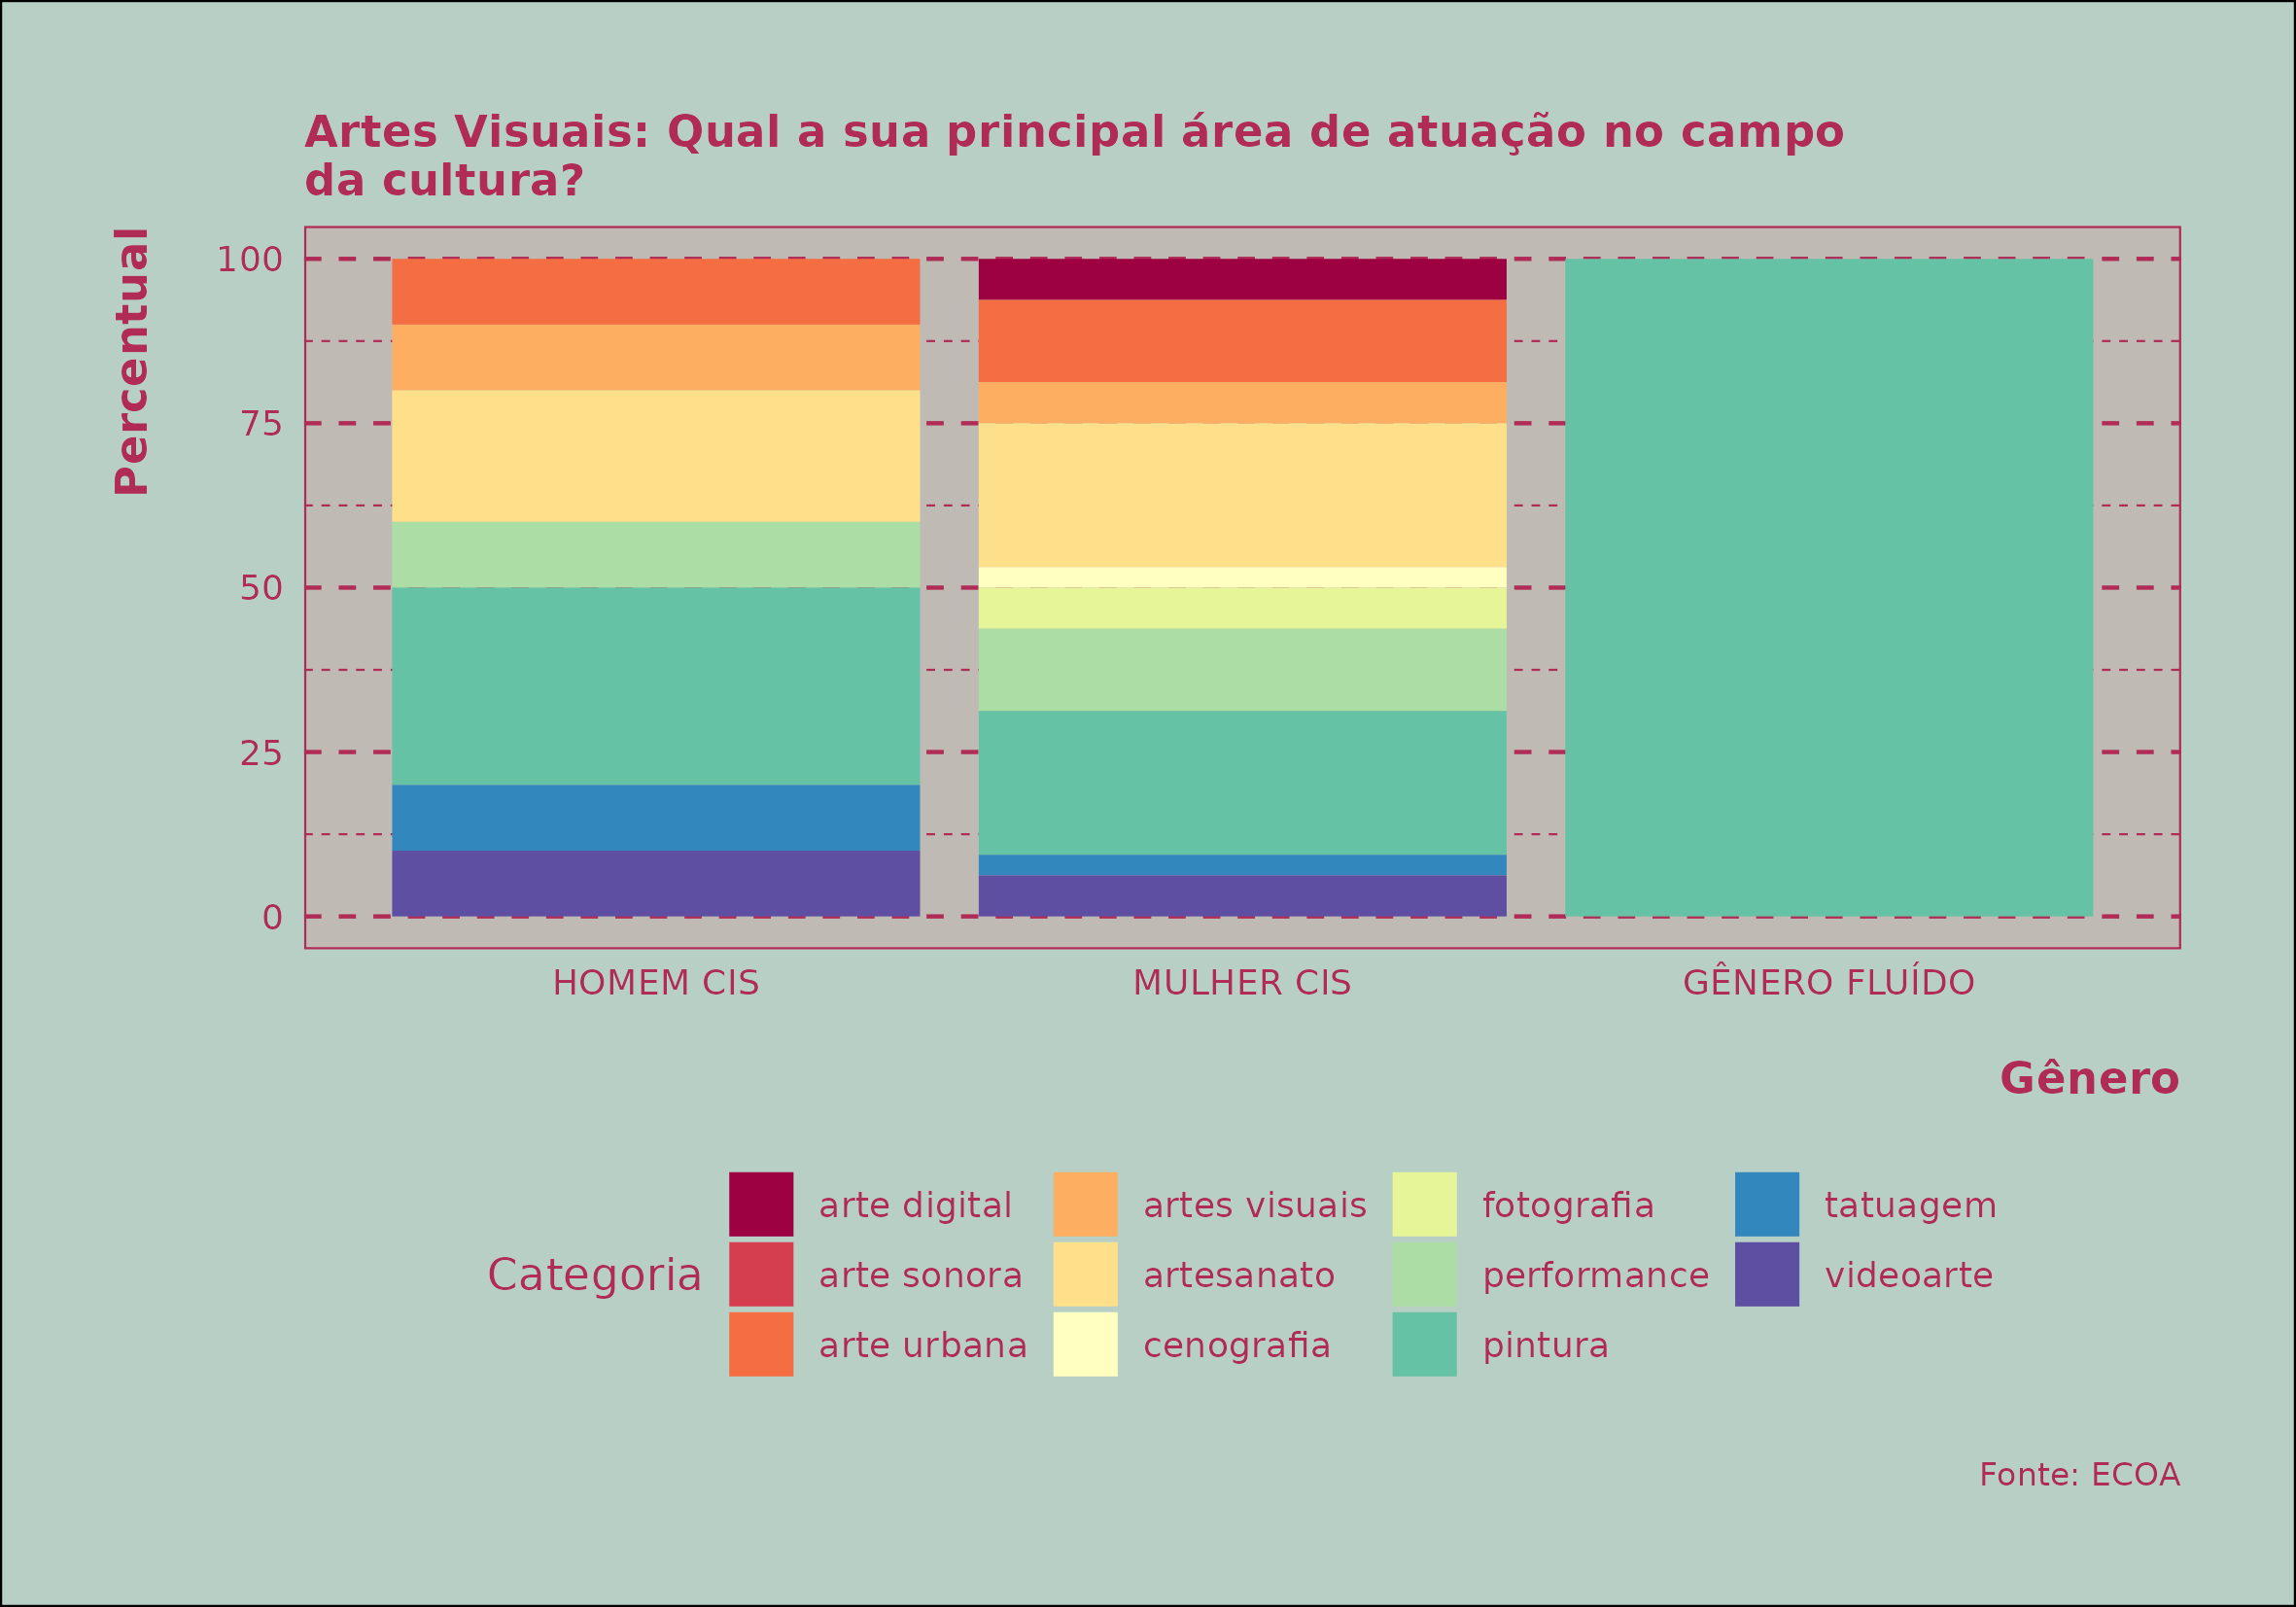 Artes Visuais: Qual a sua principal área de atuação no campo
da cultura?
Percentual
100
75
50
25
0
HOMEM CIS
MULHER CIS
GÊNERO FLUÍDO
Gênero
Categoria
arte digital
arte sonora
arte urbana
artes visuais
artesanato
cenografia
fotografia
performance
pintura
tatuagem
videoarte
Fonte: ECOA